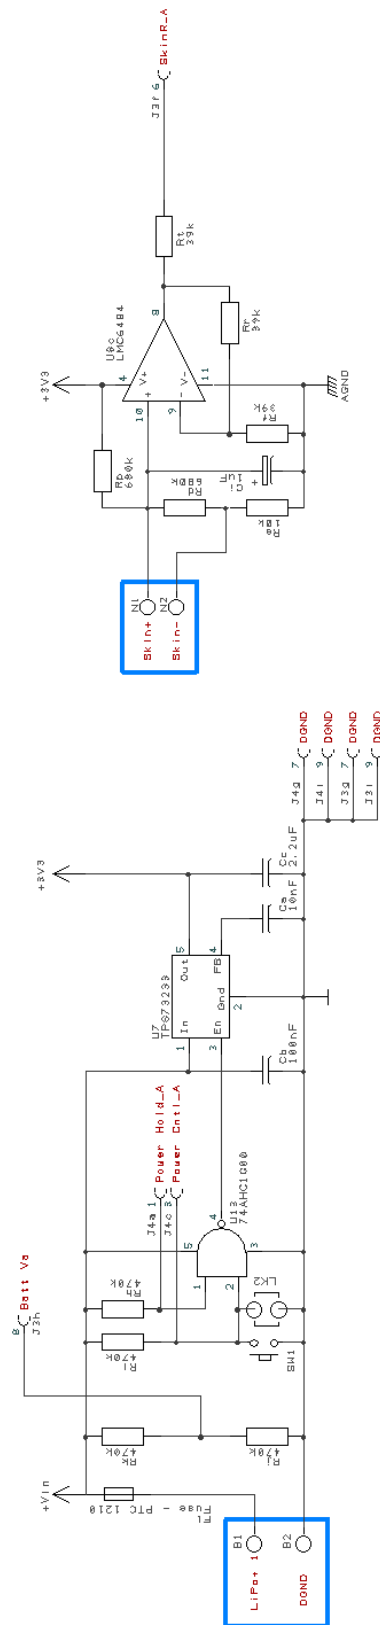 SkinR_A
J3f 6
Rt
39k
8
U8c
LMC6484
Rr
39k
+3V3
4
V+
V-
11
+
-
10
9
AGND
Rf
39k
Rp
680k
Ci
1uF
+
Rd
680k
Rs
10k
N1
N2
Skin+
Skin-
J4g 7 DGND
J4i 9 DGND
J3g 7 DGND
J3i 9 DGND
+3V3
Cc
2.2uF
Ca
10nF
5
4
Out
FB
U7
TPS73233
Gnd
2
In
En
1
3
Cb
100nF
Power Hold_A
Power Cntl_A
J4a 1
J4c 3
4
U13
74AHC1G00
5
3
1
2
Rh
470k
LK2
Batt Va
8
J3h
Ri
470k
SW1
Rk
470k
Rj
470k
+Vin
F1
Fuse - PTC 1210
B1
B2
LiPo+ 1
DGND